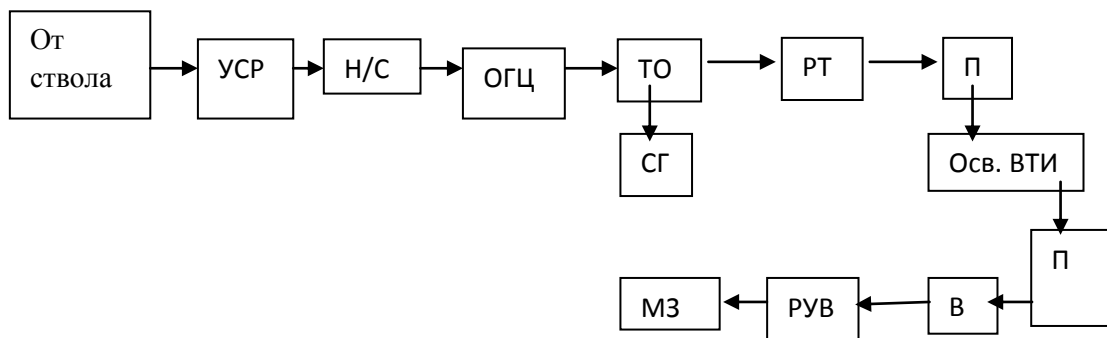 От
ствола
УСР
Н/С
ОГЦ
ТО
РТ
П
СГ
Осв. ВТИ
П
МЗ
РУВ
В